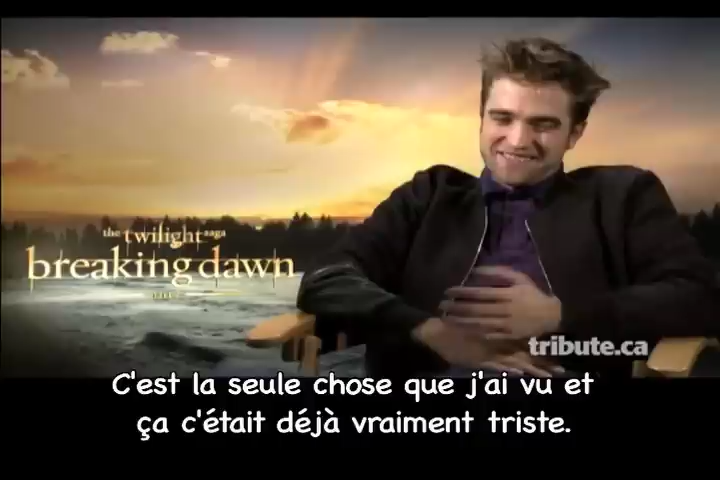 the twilight saga
breaking dawn
tribute.ca
C'est la seule chose que j'ai vu et
ça c'était déjà vraiment triste.